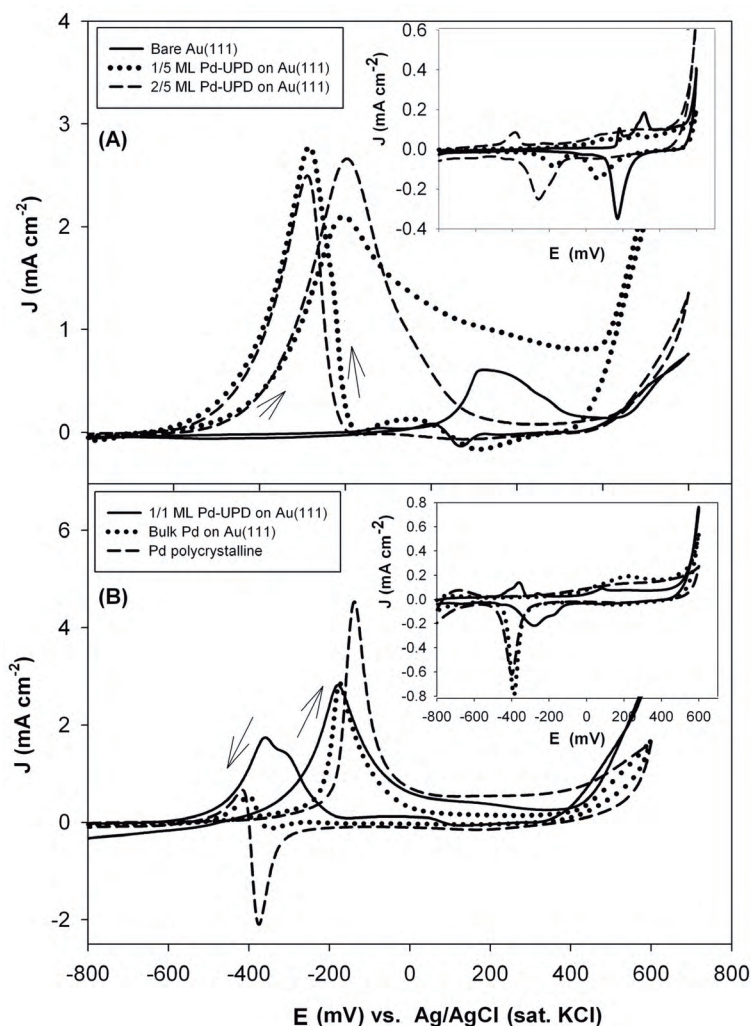 4
3
2
1
0
J (mA cm-2)
Bare Au(111)
1/5 ML Pd-UPD on Au(111)
2/5 ML Pd-UPD on Au(111)
(A)
0.6
0.4
0.2
0.0
-0.2
-0.4
J (mA cm-2)
E (mV)
6
4
2
0
-2
J (mA cm-2)
1/1 ML Pd-UPD on Au(111)
Bulk Pd on Au(111)
Pd polycrystalline
(B)
0.8
0.6
0.4
0.2
0.0
-0.2
-0.4
-0.6
-0.8
J (mA cm-2)
-800 -600 -400 -200 0 200 400 600
E (mV)
-800 -600 -400 -200 0 200 400 600 800
E (mV) vs. Ag/AgCl (sat. KCl)